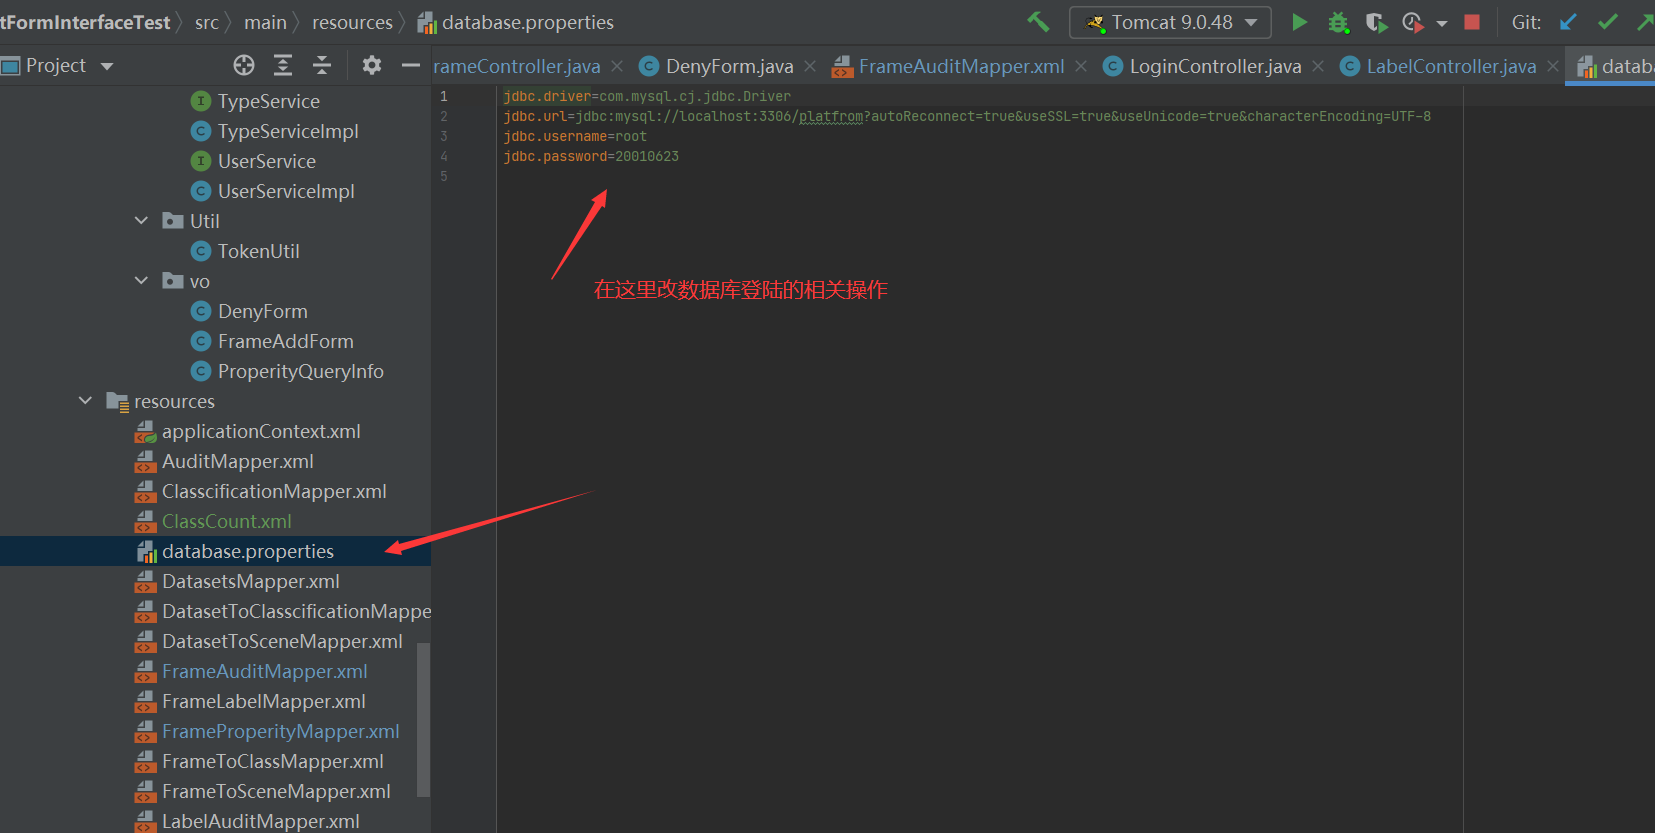 tFormInterfaceTest src main resources database.properties Tomcat 9.0.48 Git:
Project rameController.java DenyForm.java FrameAuditMapper.xml LoginController.java LabelController.java datab
TypeService
TypeServiceImpl
UserService
UserServiceImpl
Util
TokenUtil
vo
DenyForm
FrameAddForm
ProperityQueryInfo
resources
applicationContext.xml
AuditMapper.xml
ClasscificationMapper.xml
ClassCount.xml
database.properties
DatasetsMapper.xml
DatasetToClasscificationMappe
DatasetToSceneMapper.xml
FrameAuditMapper.xml
FrameLabelMapper.xml
FrameProperityMapper.xml
FrameToClassMapper.xml
FrameToSceneMapper.xml
LabelAuditMapper.xml
1 jdbc.driver=com.mysql.cj.jdbc.Driver
2 jdbc.url=jdbc:mysql://localhost:3306/platfrom?autoReconnect=true&useSSL=true&useUnicode=true&characterEncoding=UTF-8
3 jdbc.username=root
4 jdbc.password=20010623
5
在这里改数据库登陆的相关操作